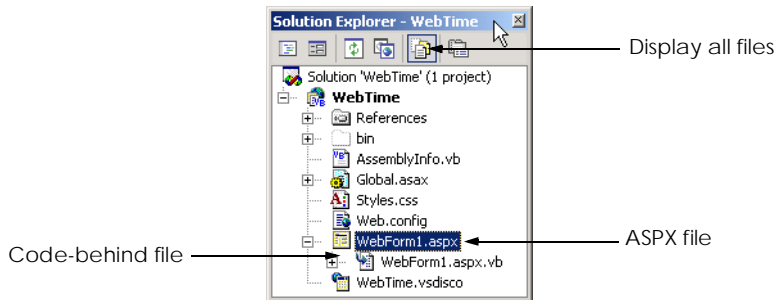 Solution Explorer - WebTime
Display all files
Solution 'WebTime' (1 project)
WebTime
References
bin
AssemblyInfo.vb
Global.asax
Styles.css
Web.config
WebForm1.aspx
ASPX file
Code-behind file
WebForm1.aspx.vb
WebTime.vsdisco